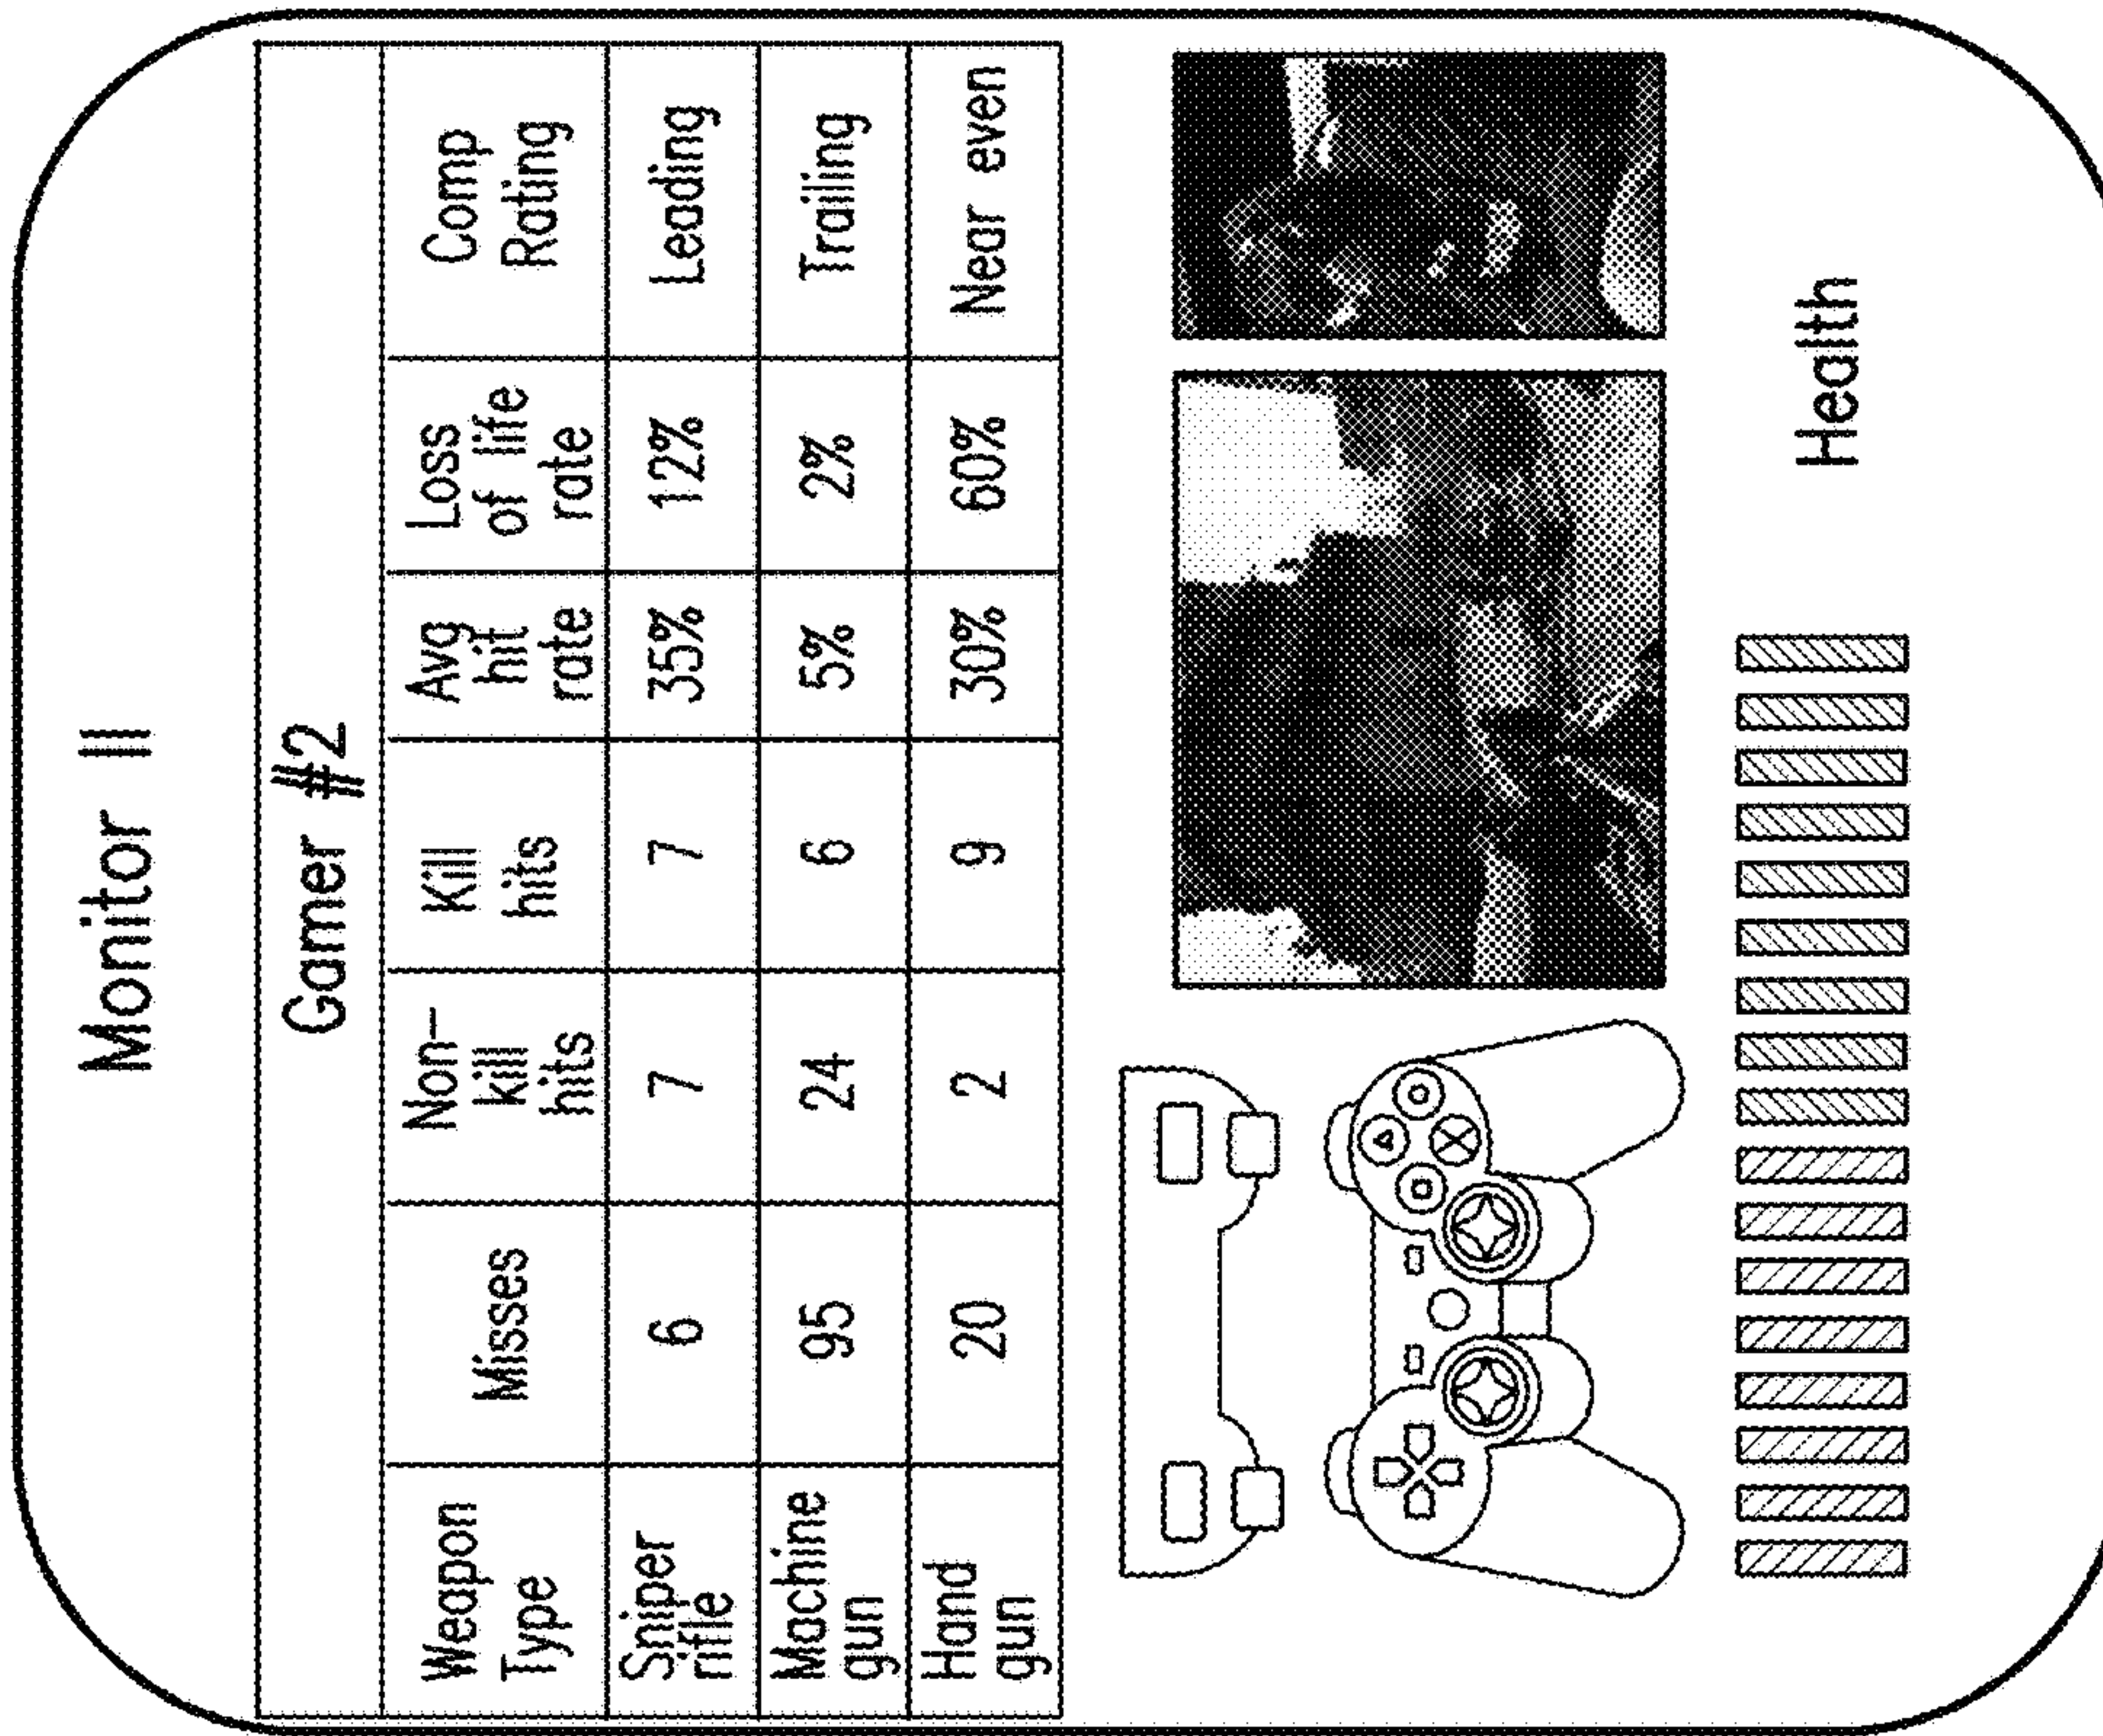 Monitor II
Gamer #2
Weapon Type Misses Non-kill hits Kill hits Avg hit rate Loss of life rate Comp Rating
Sniper rifle 6 7 7 35% 12% Leading
Machine gun 95 24 6 5% 2% Trailing
Hand gun 20 2 9 30% 60% Near even
Health